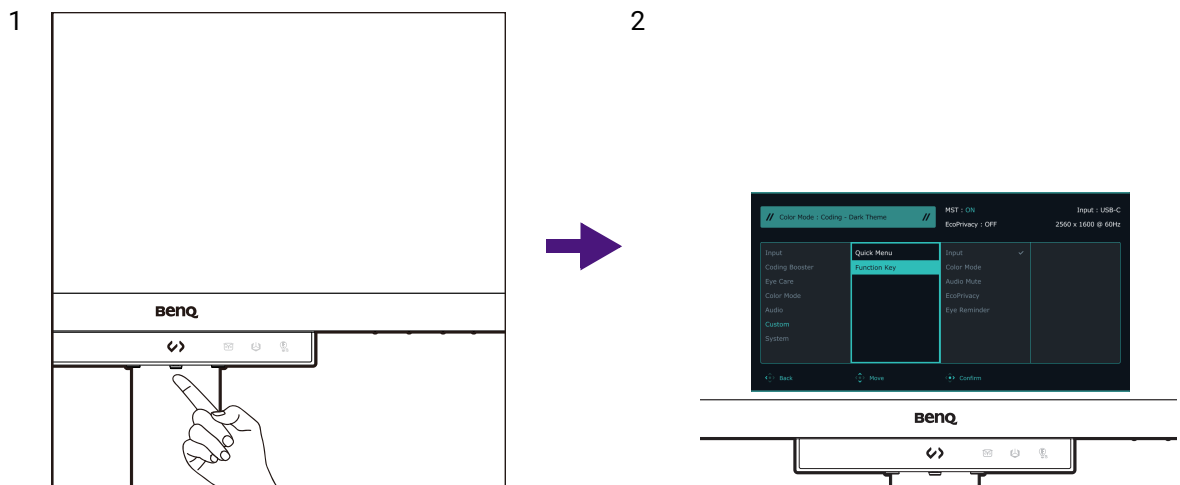 1
2
BenQ
// Color Mode : Coding - Dark Theme //
MST : ON
Input : USB-C
EcoPrivacy : OFF
2560 x 1600 @ 60Hz
Input
Coding Booster
Eye Care
Color Mode
Audio
Custom
System
Quick Menu
Function Key
Input
Color Mode
Audio Mute
EcoPrivacy
Eye Reminder
Back
Move
Confirm
BenQ